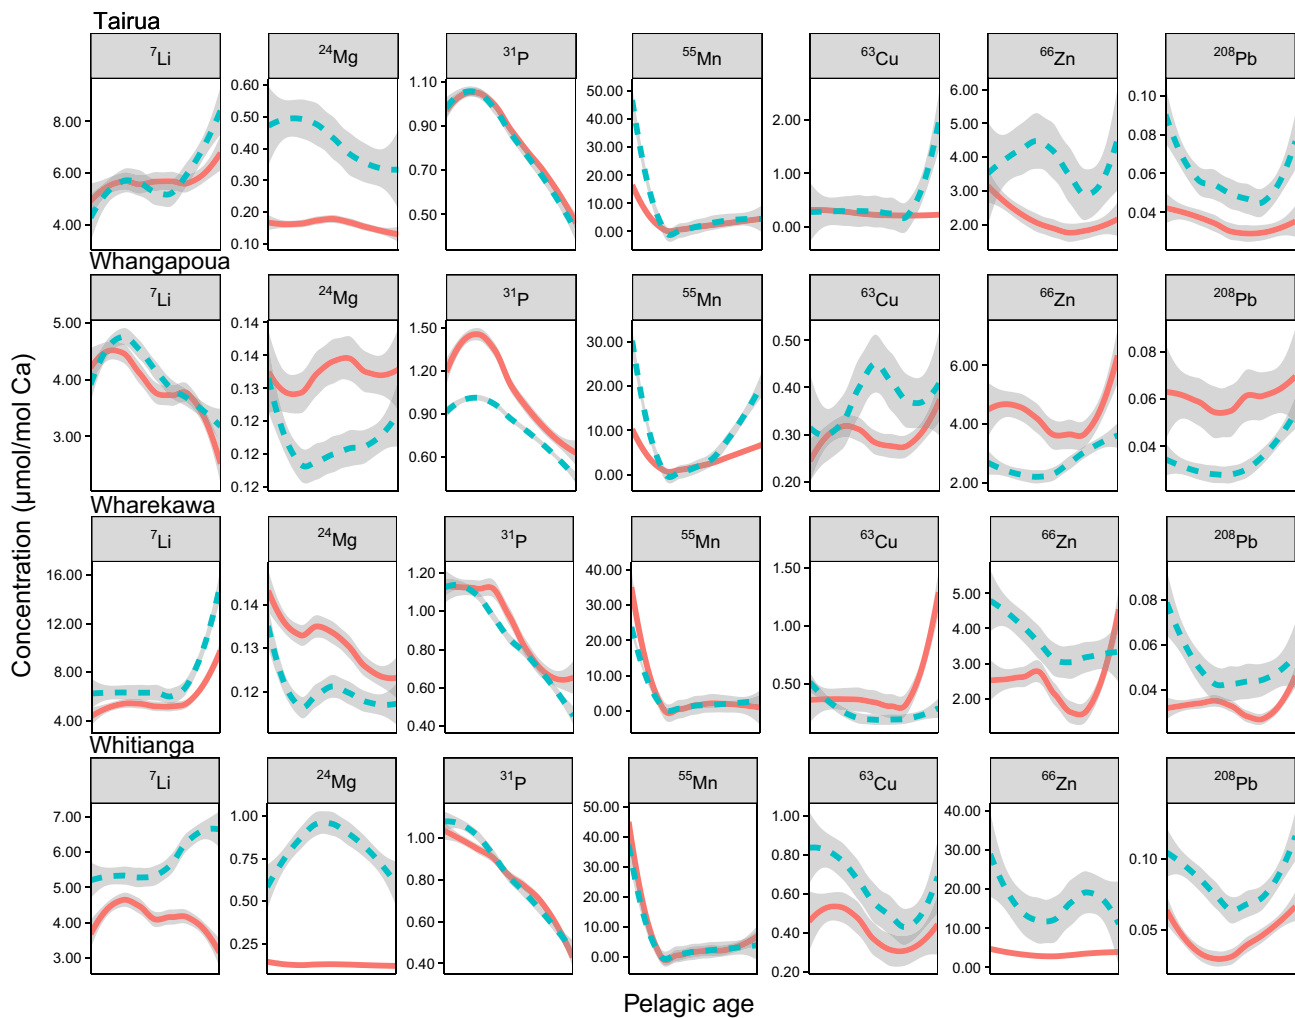 Tairua
7Li 24Mg 31P 55Mn 63Cu 66Zn 208Pb
8.00 6.00 4.00
0.60 0.50 0.40 0.30 0.20 0.10
1.10 0.90 0.70 0.50
50.00 40.00 30.00 20.00 10.00 0.00
2.00 1.00 0.00
6.00 5.00 4.00 3.00 2.00
0.10 0.08 0.06 0.04
Whangapoua
7Li 24Mg 31P 55Mn 63Cu 66Zn 208Pb
5.00 4.00 3.00
0.14 0.14 0.13 0.12 0.12 0.12
1.50 1.20 0.90 0.60
30.00 20.00 10.00 0.00
0.50 0.40 0.30 0.20
6.00 4.00 2.00
0.08 0.06 0.04
Wharekawa
7Li 24Mg 31P 55Mn 63Cu 66Zn 208Pb
16.00 12.00 8.00 6.00 4.00
0.14 0.13 0.12
1.20 1.00 0.80 0.60 0.40
40.00 30.00 20.00 10.00 0.00
1.50 1.00 0.50
5.00 4.00 3.00 2.00
0.08 0.06 0.04
Whitianga
7Li 24Mg 31P 55Mn 63Cu 66Zn 208Pb
7.00 6.00 5.00 4.00 3.00
1.00 0.75 0.50 0.25
1.00 0.80 0.60 0.40
50.00 40.00 30.00 20.00 10.00 0.00
1.00 0.80 0.60 0.40 0.20
40.00 30.00 20.00 10.00 0.00
0.10 0.05
Concentration (μmol/mol Ca)
Pelagic age